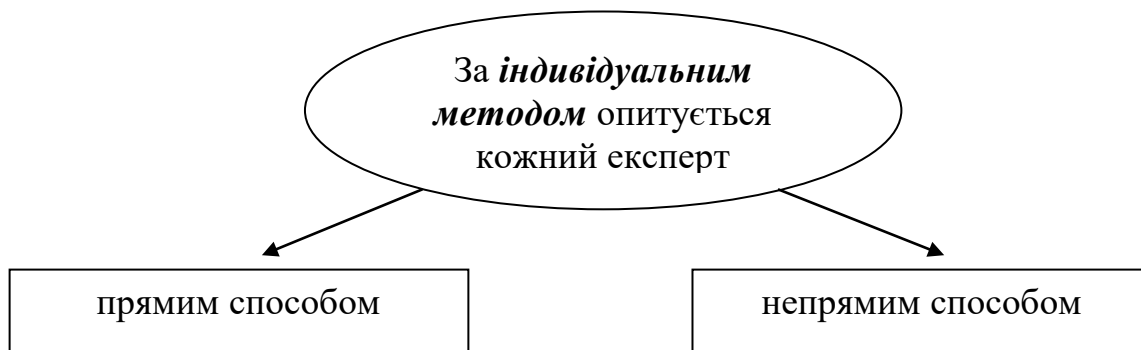 За індивідуальним
методом опитується
кожний експерт
прямим способом
непрямим способом